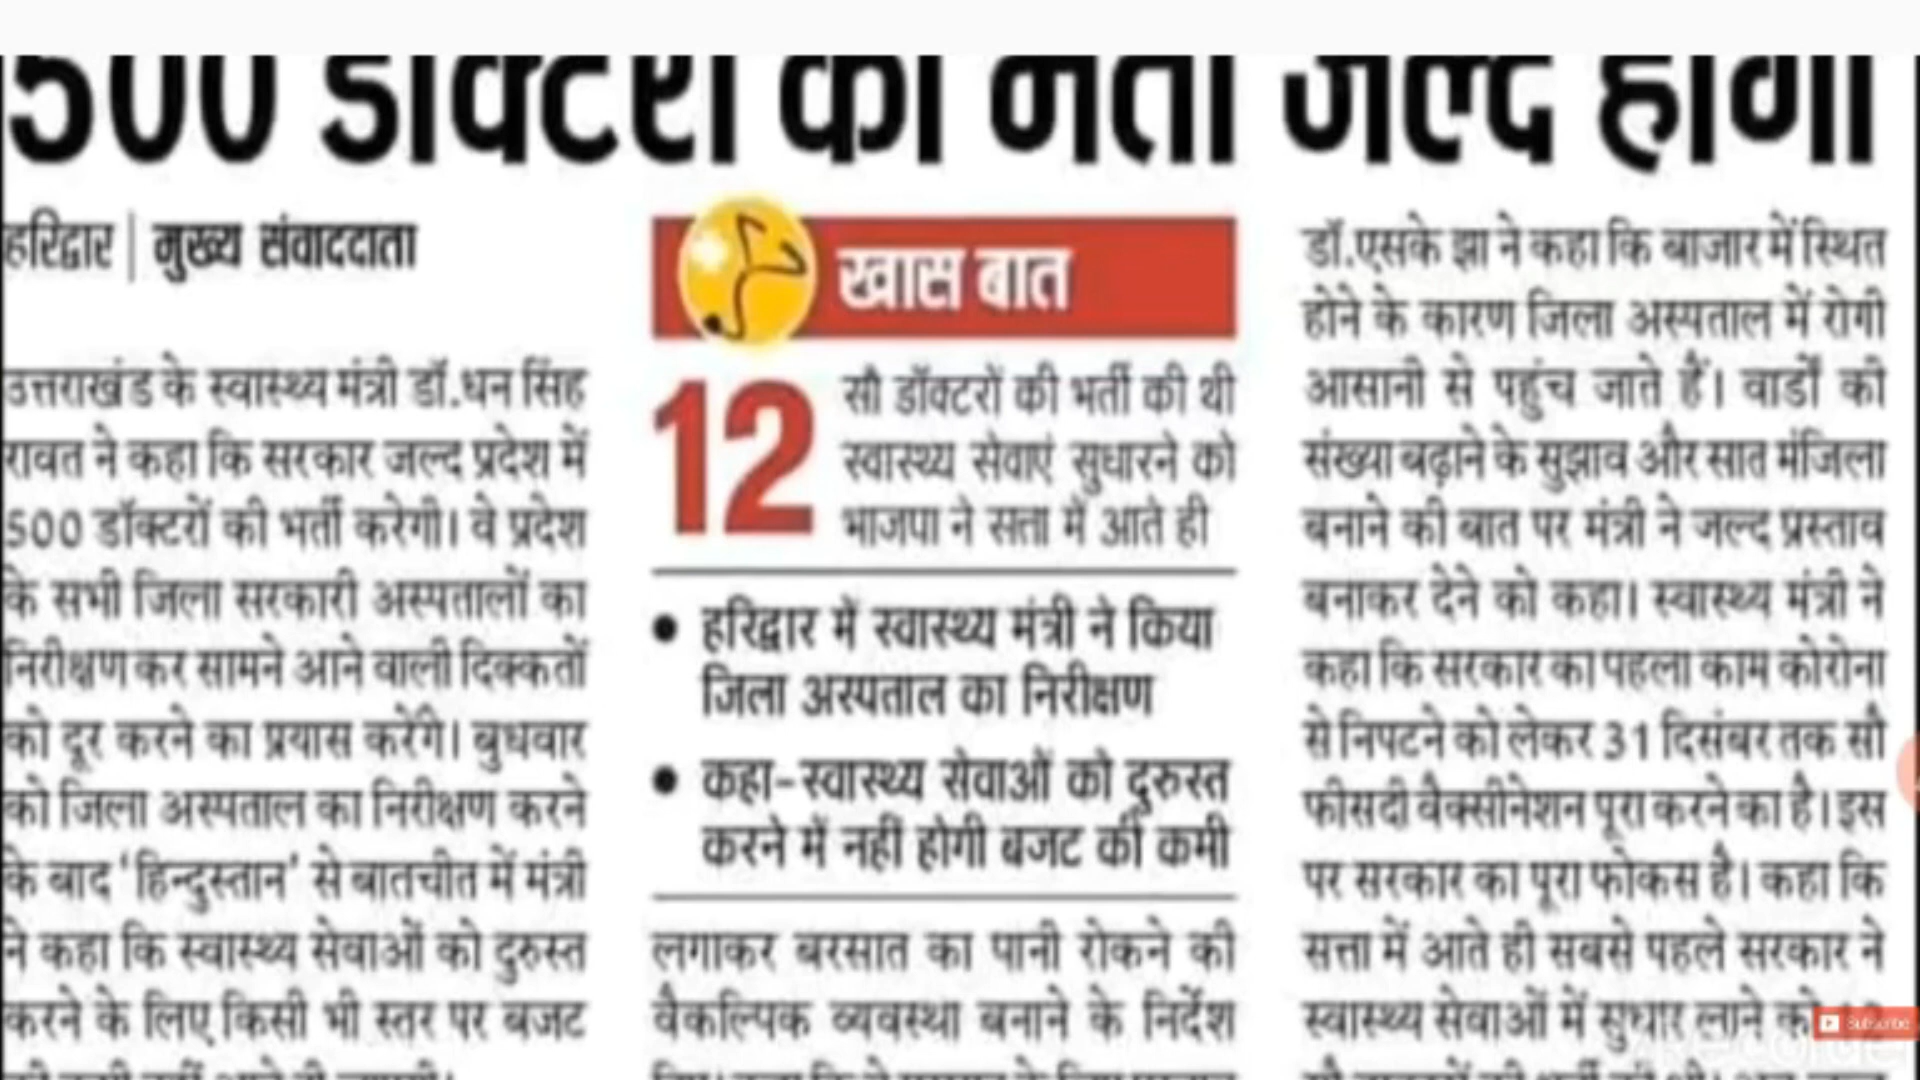 500 डॉक्टरों की भर्ती जल्द होगी
हरिद्वार | मुख्य संवाददाता
उत्तराखंड के स्वास्थ्य मंत्री डॉ.धन सिंह
रावत ने कहा कि सरकार जल्द प्रदेश में
500 डॉक्टरों की भर्ती करेगी। वे प्रदेश
के सभी जिला सरकारी अस्पतालों का
निरीक्षण कर सामने आने वाली दिक्कतों
को दूर करने का प्रयास करेंगे। बुधवार
को जिला अस्पताल का निरीक्षण करने
के बाद ‘हिन्दुस्तान’ से बातचीत में मंत्री
ने कहा कि स्वास्थ्य सेवाओं को दुरुस्त
करने के लिए किसी भी स्तर पर बजट
खास बात
12
सौ डॉक्टरों की भर्ती की थी
स्वास्थ्य सेवाएं सुधारने को
भाजपा ने सत्ता में आते ही
● हरिद्वार में स्वास्थ्य मंत्री ने किया
जिला अस्पताल का निरीक्षण
● कहा-स्वास्थ्य सेवाओं को दुरुस्त
करने में नहीं होगी बजट की कमी
लगाकर बरसात का पानी रोकने की
वैकल्पिक व्यवस्था बनाने के निर्देश
डॉ.एसके झा ने कहा कि बाजार में स्थित
होने के कारण जिला अस्पताल में रोगी
आसानी से पहुंच जाते हैं। वार्डों की
संख्या बढ़ाने के सुझाव और सात मंजिला
बनाने की बात पर मंत्री ने जल्द प्रस्ताव
बनाकर देने को कहा। स्वास्थ्य मंत्री ने
कहा कि सरकार का पहला काम कोरोना
से निपटने को लेकर 31 दिसंबर तक सौ
फीसदी वैक्सीनेशन पूरा करने का है। इस
पर सरकार का पूरा फोकस है। कहा कि
सत्ता में आते ही सबसे पहले सरकार ने
स्वास्थ्य सेवाओं में सुधार लाने को 12
Subscribe